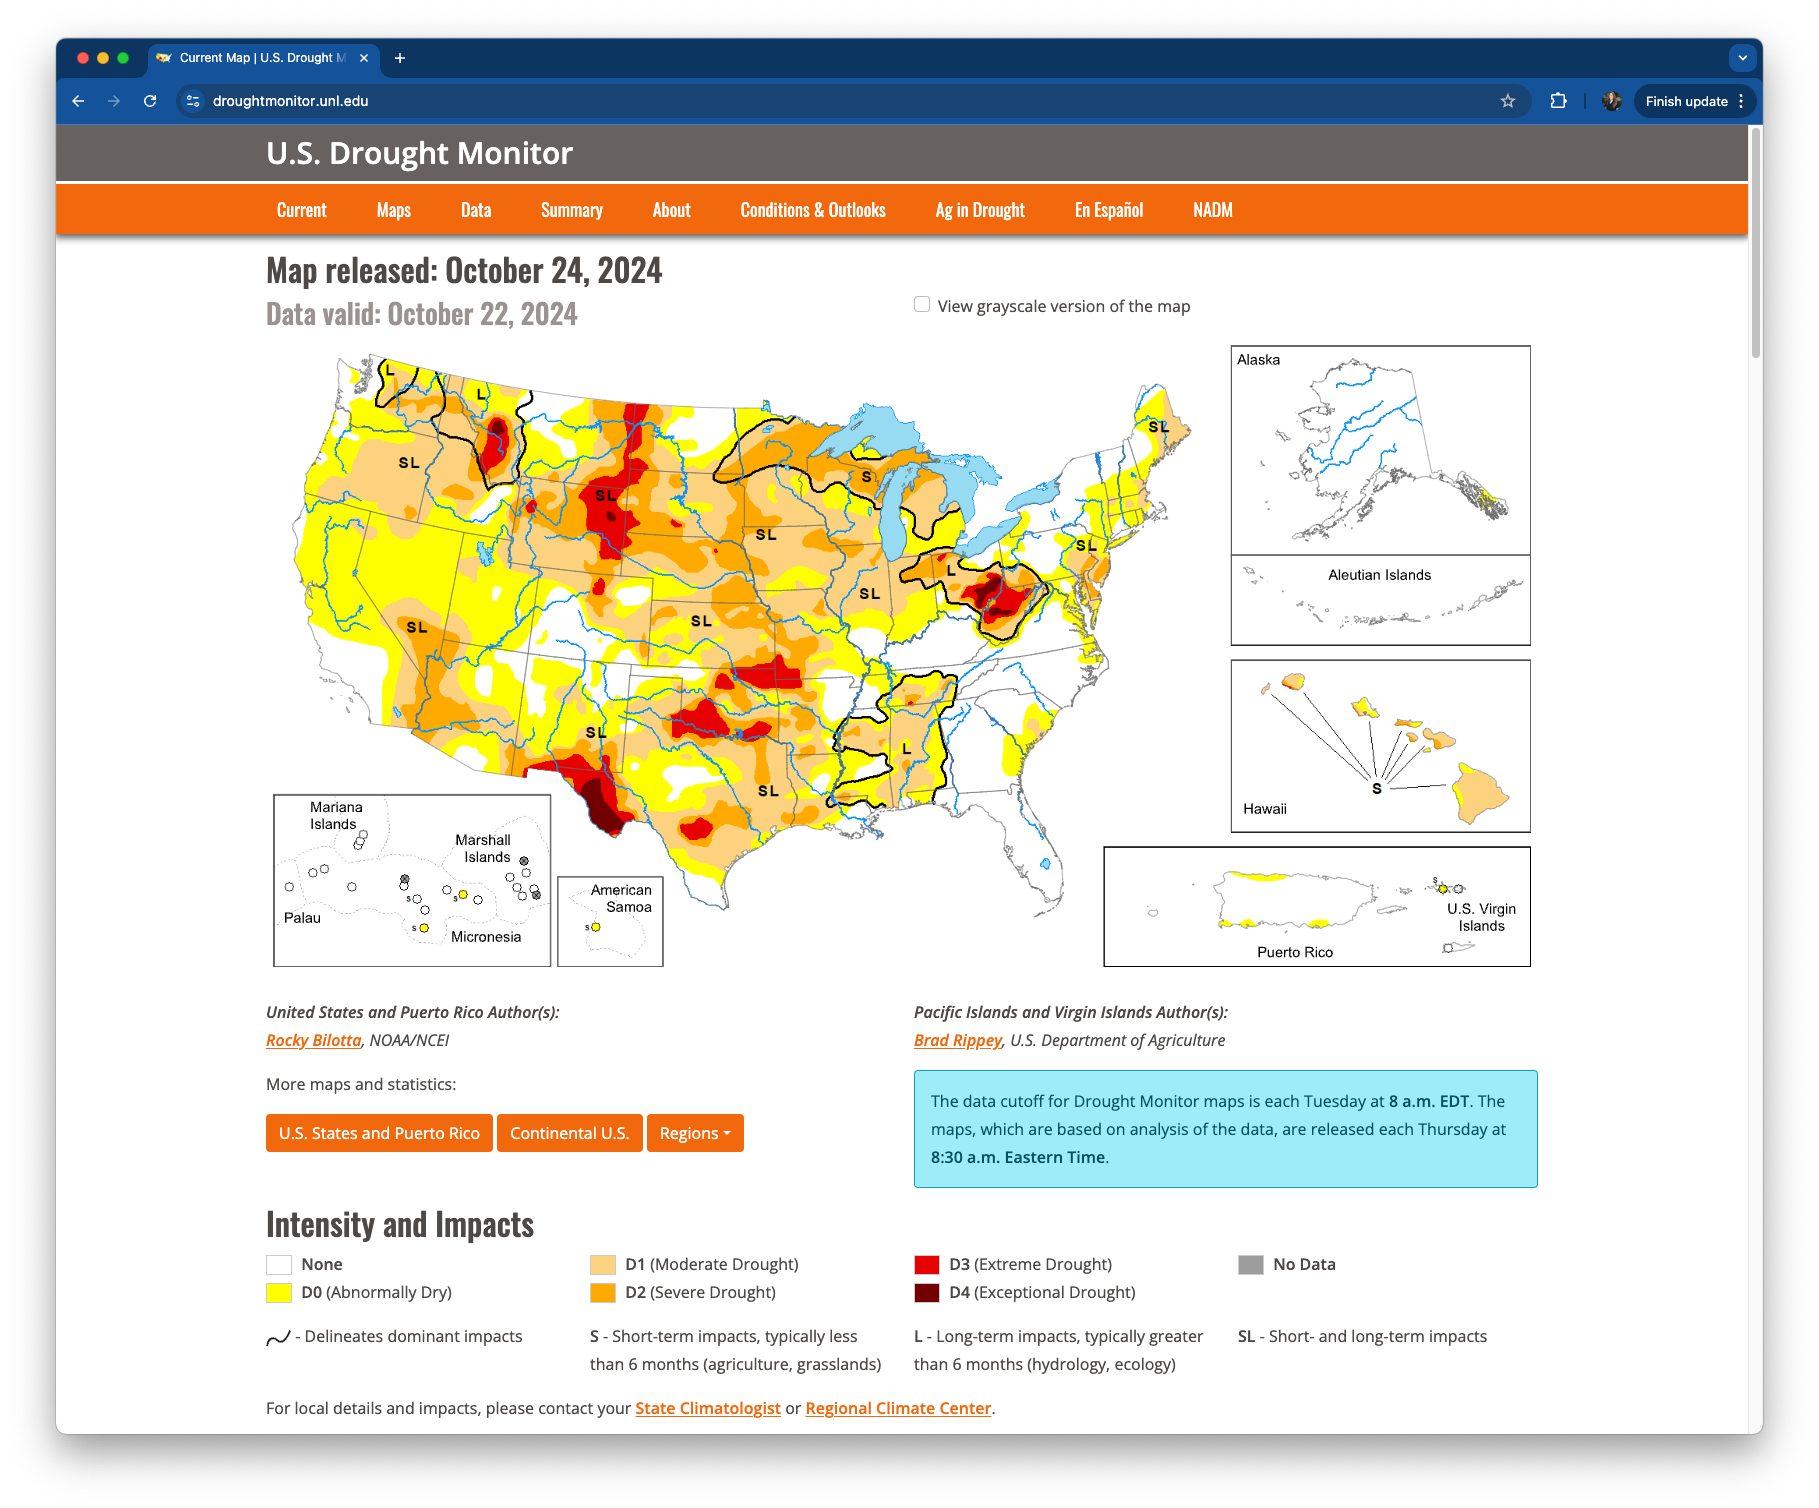 Current Map | U.S. Drought M
droughtmonitor.unl.edu
Finish update
U.S. Drought Monitor
Current Maps Data Summary About Conditions & Outlooks Ag in Drought En Español NADM
Map released: October 24, 2024
Data valid: October 22, 2024
View grayscale version of the map
L
L
SL
SL
SL
S
SL
SL
SL
L
SL
SL
SL
SL
L
SL
Alaska
Aleutian Islands
S
Hawaii
Mariana
Islands
Marshall
Islands
Palau
Micronesia
S
S
S
American
Samoa
S
S
U.S. Virgin
Islands
Puerto Rico
United States and Puerto Rico Author(s):
Rocky Bilotta, NOAA/NCEI
Pacific Islands and Virgin Islands Author(s):
Brad Rippey, U.S. Department of Agriculture
More maps and statistics:
U.S. States and Puerto Rico Continental U.S. Regions
The data cutoff for Drought Monitor maps is each Tuesday at 8 a.m. EDT. The
maps, which are based on analysis of the data, are released each Thursday at
8:30 a.m. Eastern Time.
Intensity and Impacts
None D1 (Moderate Drought) D3 (Extreme Drought) No Data
D0 (Abnormally Dry) D2 (Severe Drought) D4 (Exceptional Drought)
- Delineates dominant impacts
S - Short-term impacts, typically less
than 6 months (agriculture, grasslands)
L - Long-term impacts, typically greater
than 6 months (hydrology, ecology)
SL - Short- and long-term impacts
For local details and impacts, please contact your State Climatologist or Regional Climate Center.